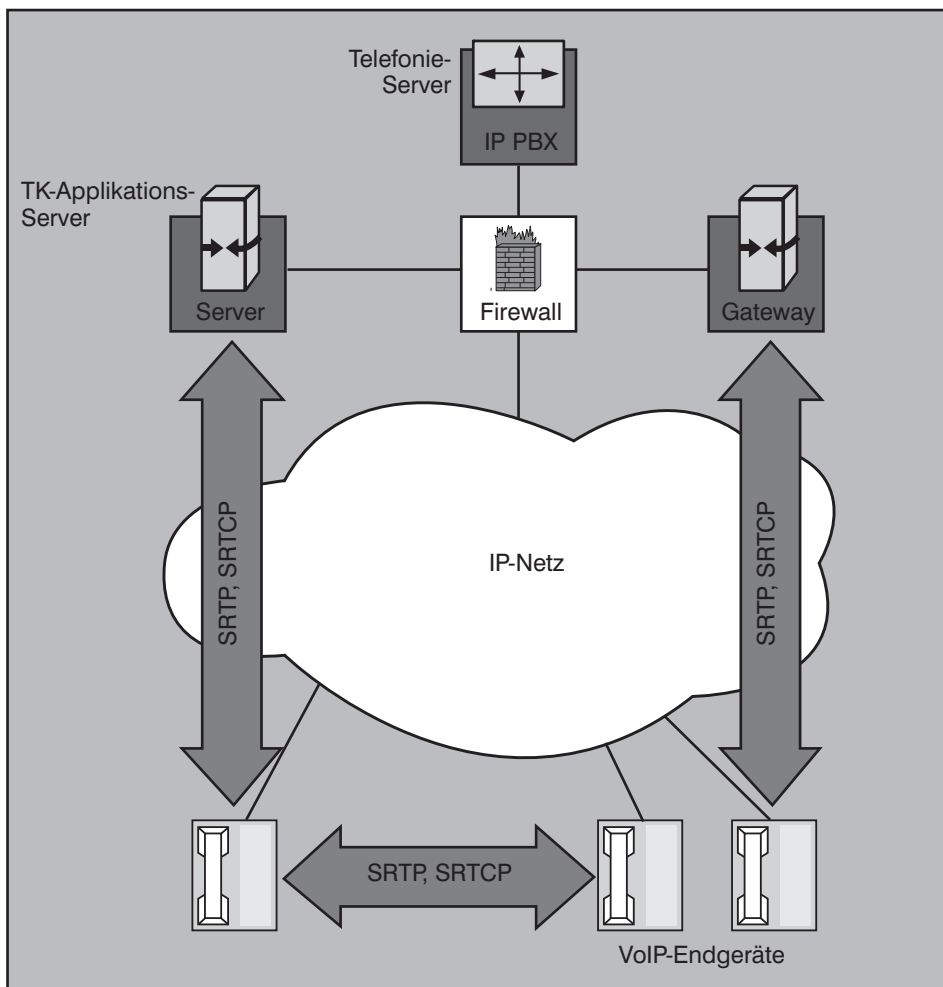 Telefonie-
Server
IP PBX
TK-Applikations-
Server
Server
Firewall
Gateway
SRTP, SRTCP
IP-Netz
SRTP, SRTCP
SRTP, SRTCP
VoIP-Endgeräte